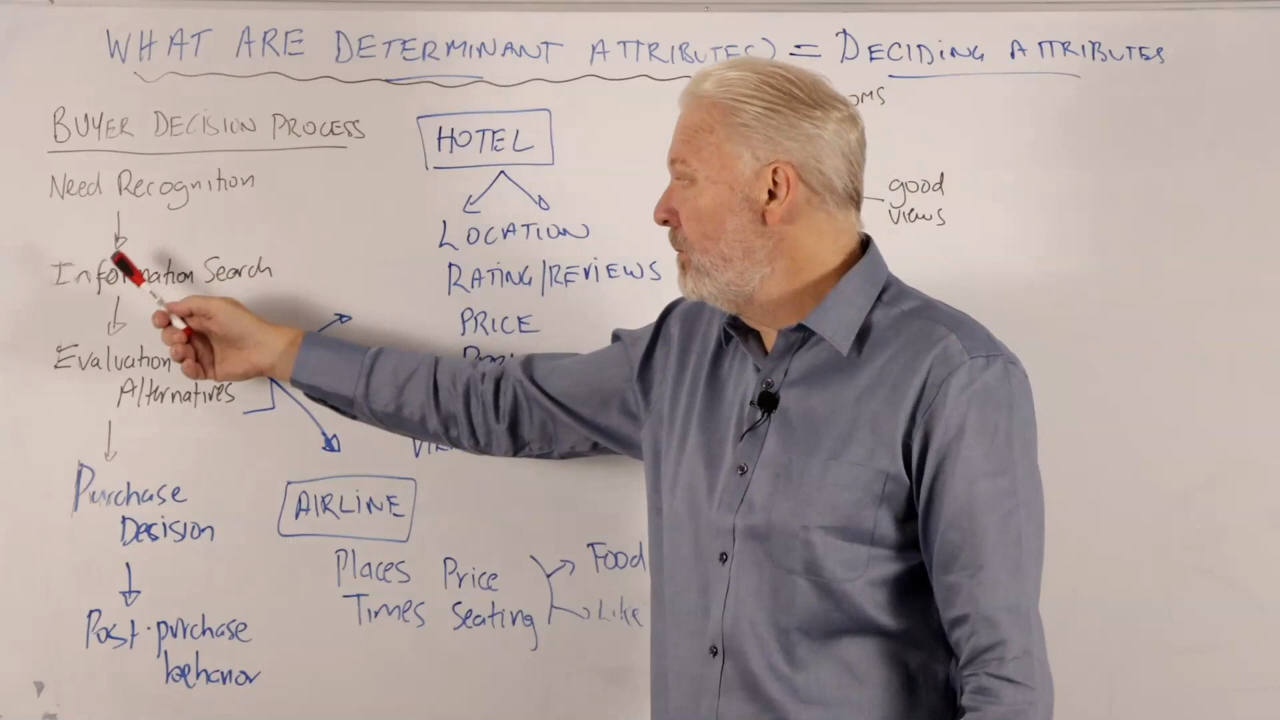 WHAT ARE DETERMINANT ATTRIBUTES = DECIDING ATTRIBUTES
BUYER DECISION PROCESS
Need Recognition
Information Search
Evaluation
Alternatives
Purchase
Decision
Post-purchase
behavior
HOTEL
LOCATION
RATING/REVIEWS
PRICE
good
views
AIRLINE
Places Price
Times Seating
Food
Like